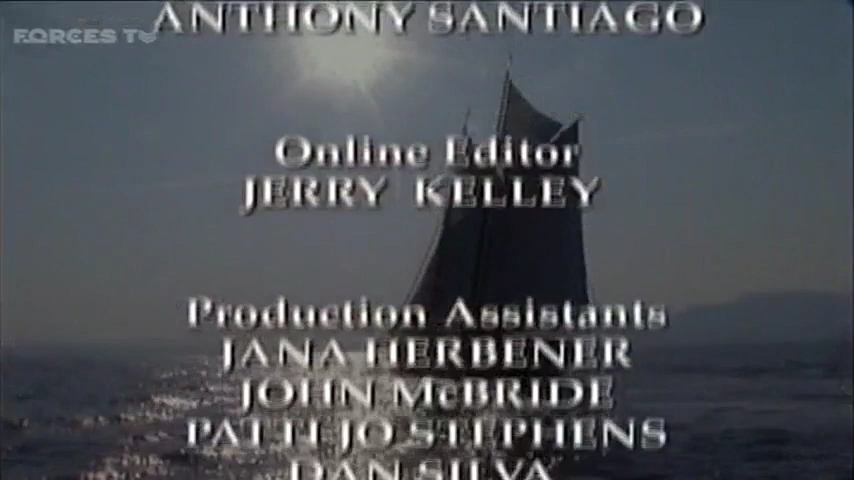 ANTHONY SANTIAGO
FORCES TV
Online Editor
JERRY KELLEY
Production Assistants
JANA HERBENER
JOHN McBRIDE
PATTI JO STEPHENS
DAN SILVA